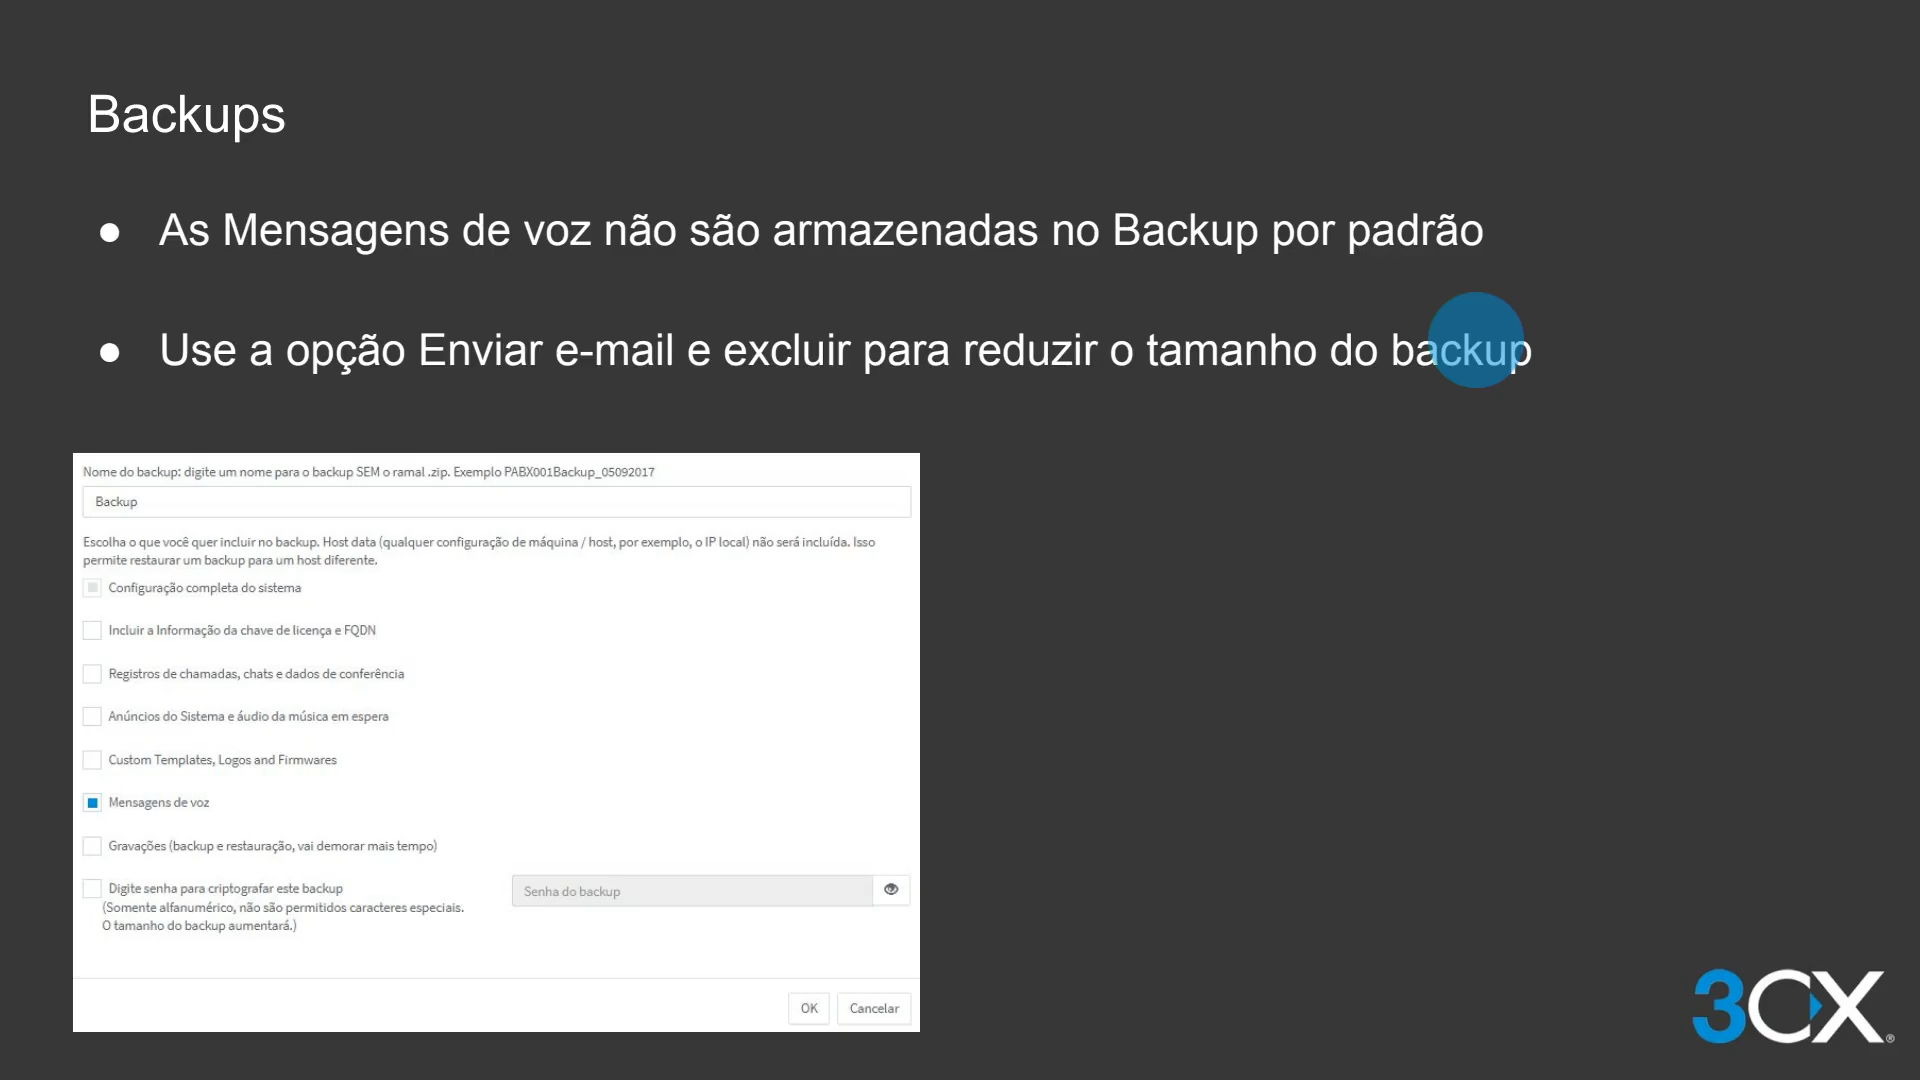 Backups
● As Mensagens de voz não são armazenadas no Backup por padrão
● Use a opção Enviar e-mail e excluir para reduzir o tamanho do backup
Nome do backup: digite um nome para o backup SEM o ramal .zip. Exemplo PABX001Backup_05092017
Backup
Escolha o que você quer incluir no backup. Host data (qualquer configuração de máquina / host, por exemplo, o IP local) não será incluída. Isso
permite restaurar um backup para um host diferente.
Configuração completa do sistema
Incluir a Informação da chave de licença e FQDN
Registros de chamadas, chats e dados de conferência
Anúncios do Sistema e áudio da música em espera
Custom Templates, Logos and Firmwares
Mensagens de voz
Gravações (backup e restauração, vai demorar mais tempo)
Digite senha para criptografar este backup
(Somente alfanumérico, não são permitidos caracteres especiais.
O tamanho do backup aumentará.)
Senha do backup
OK Cancelar
3CX®